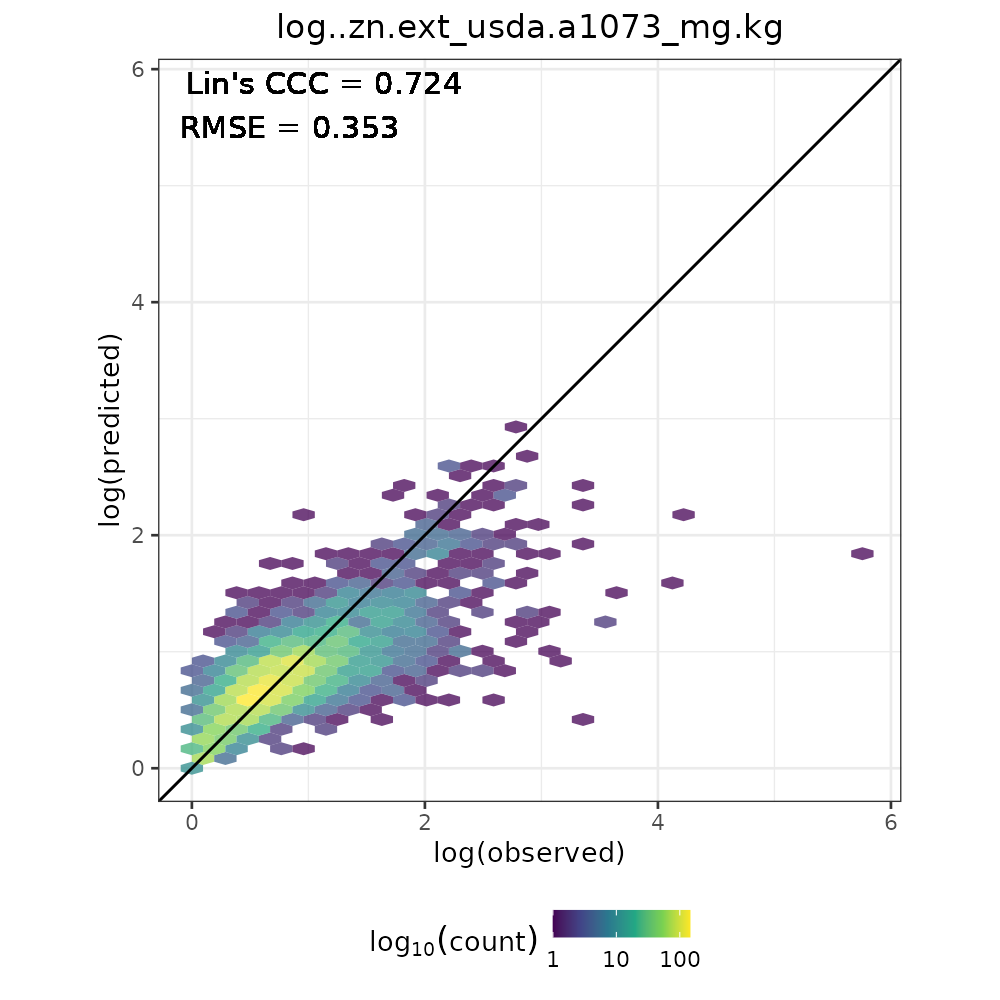 log..zn.ext_usda.a1073_mg.kg
Lin's CCC = 0.724
RMSE = 0.353
6
4
2
0
log(predicted)
0 2 4 6
log(observed)
log10(count)
1 10 100